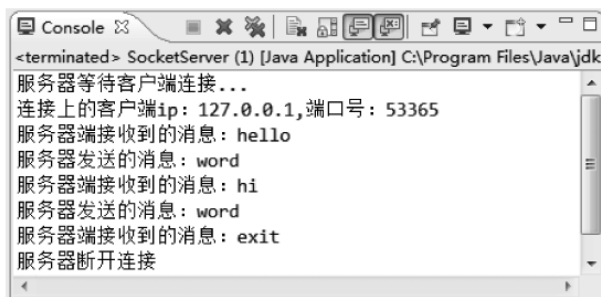 Console
<terminated> SocketServer (1) [Java Application] C:\Program Files\Java\jdk
服务器等待客户端连接...
连接上的客户端ip: 127.0.0.1,端口号: 53365
服务器端接收到的消息: hello
服务器发送的消息: word
服务器端接收到的消息: hi
服务器发送的消息: word
服务器端接收到的消息: exit
服务器断开连接